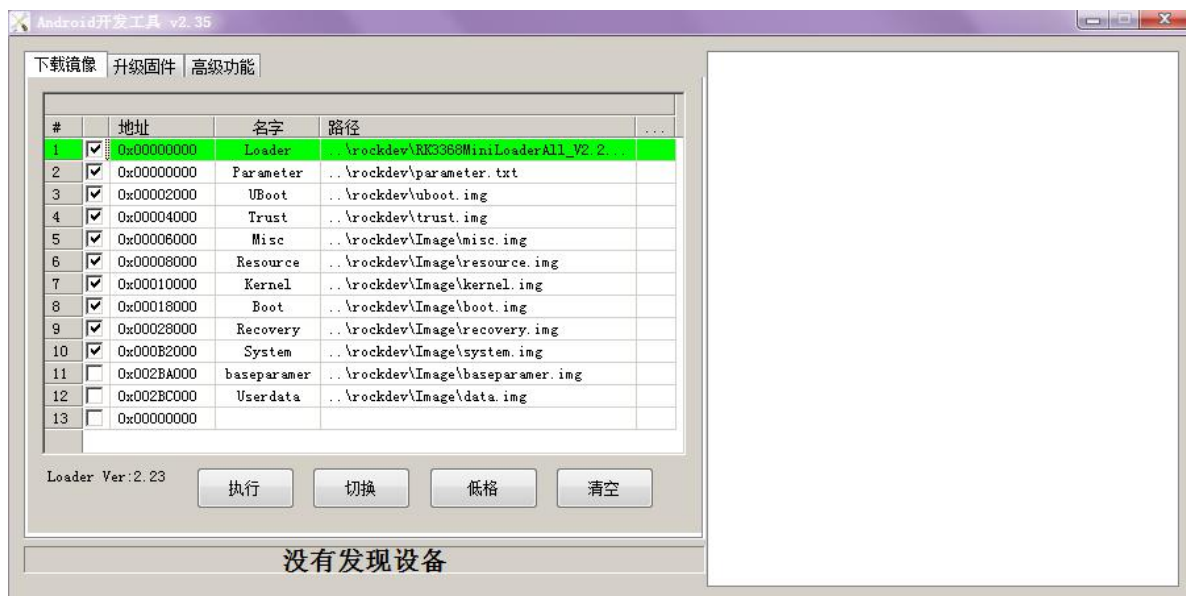 Android开发工具 v2.35
下载镜像 升级固件 高级功能
# 地址 名字 路径 ...
1 0x00000000 Loader ..\rockdev\RK3368MiniLoaderAll_V2.2...
2 0x00000000 Parameter ..\rockdev\parameter.txt
3 0x00002000 UBoot ..\rockdev\uboot.img
4 0x00004000 Trust ..\rockdev\trust.img
5 0x00006000 Misc ..\rockdev\Image\misc.img
6 0x00008000 Resource ..\rockdev\Image\resource.img
7 0x00010000 Kernel ..\rockdev\Image\kernel.img
8 0x00018000 Boot ..\rockdev\Image\boot.img
9 0x00028000 Recovery ..\rockdev\Image\recovery.img
10 0x000B2000 System ..\rockdev\Image\system.img
11 0x002BA000 baseparamer ..\rockdev\Image\baseparamer.img
12 0x002BC000 Userdata ..\rockdev\Image\data.img
13 0x00000000
Loader Ver:2.23 执行 切换 低格 清空
没有发现设备